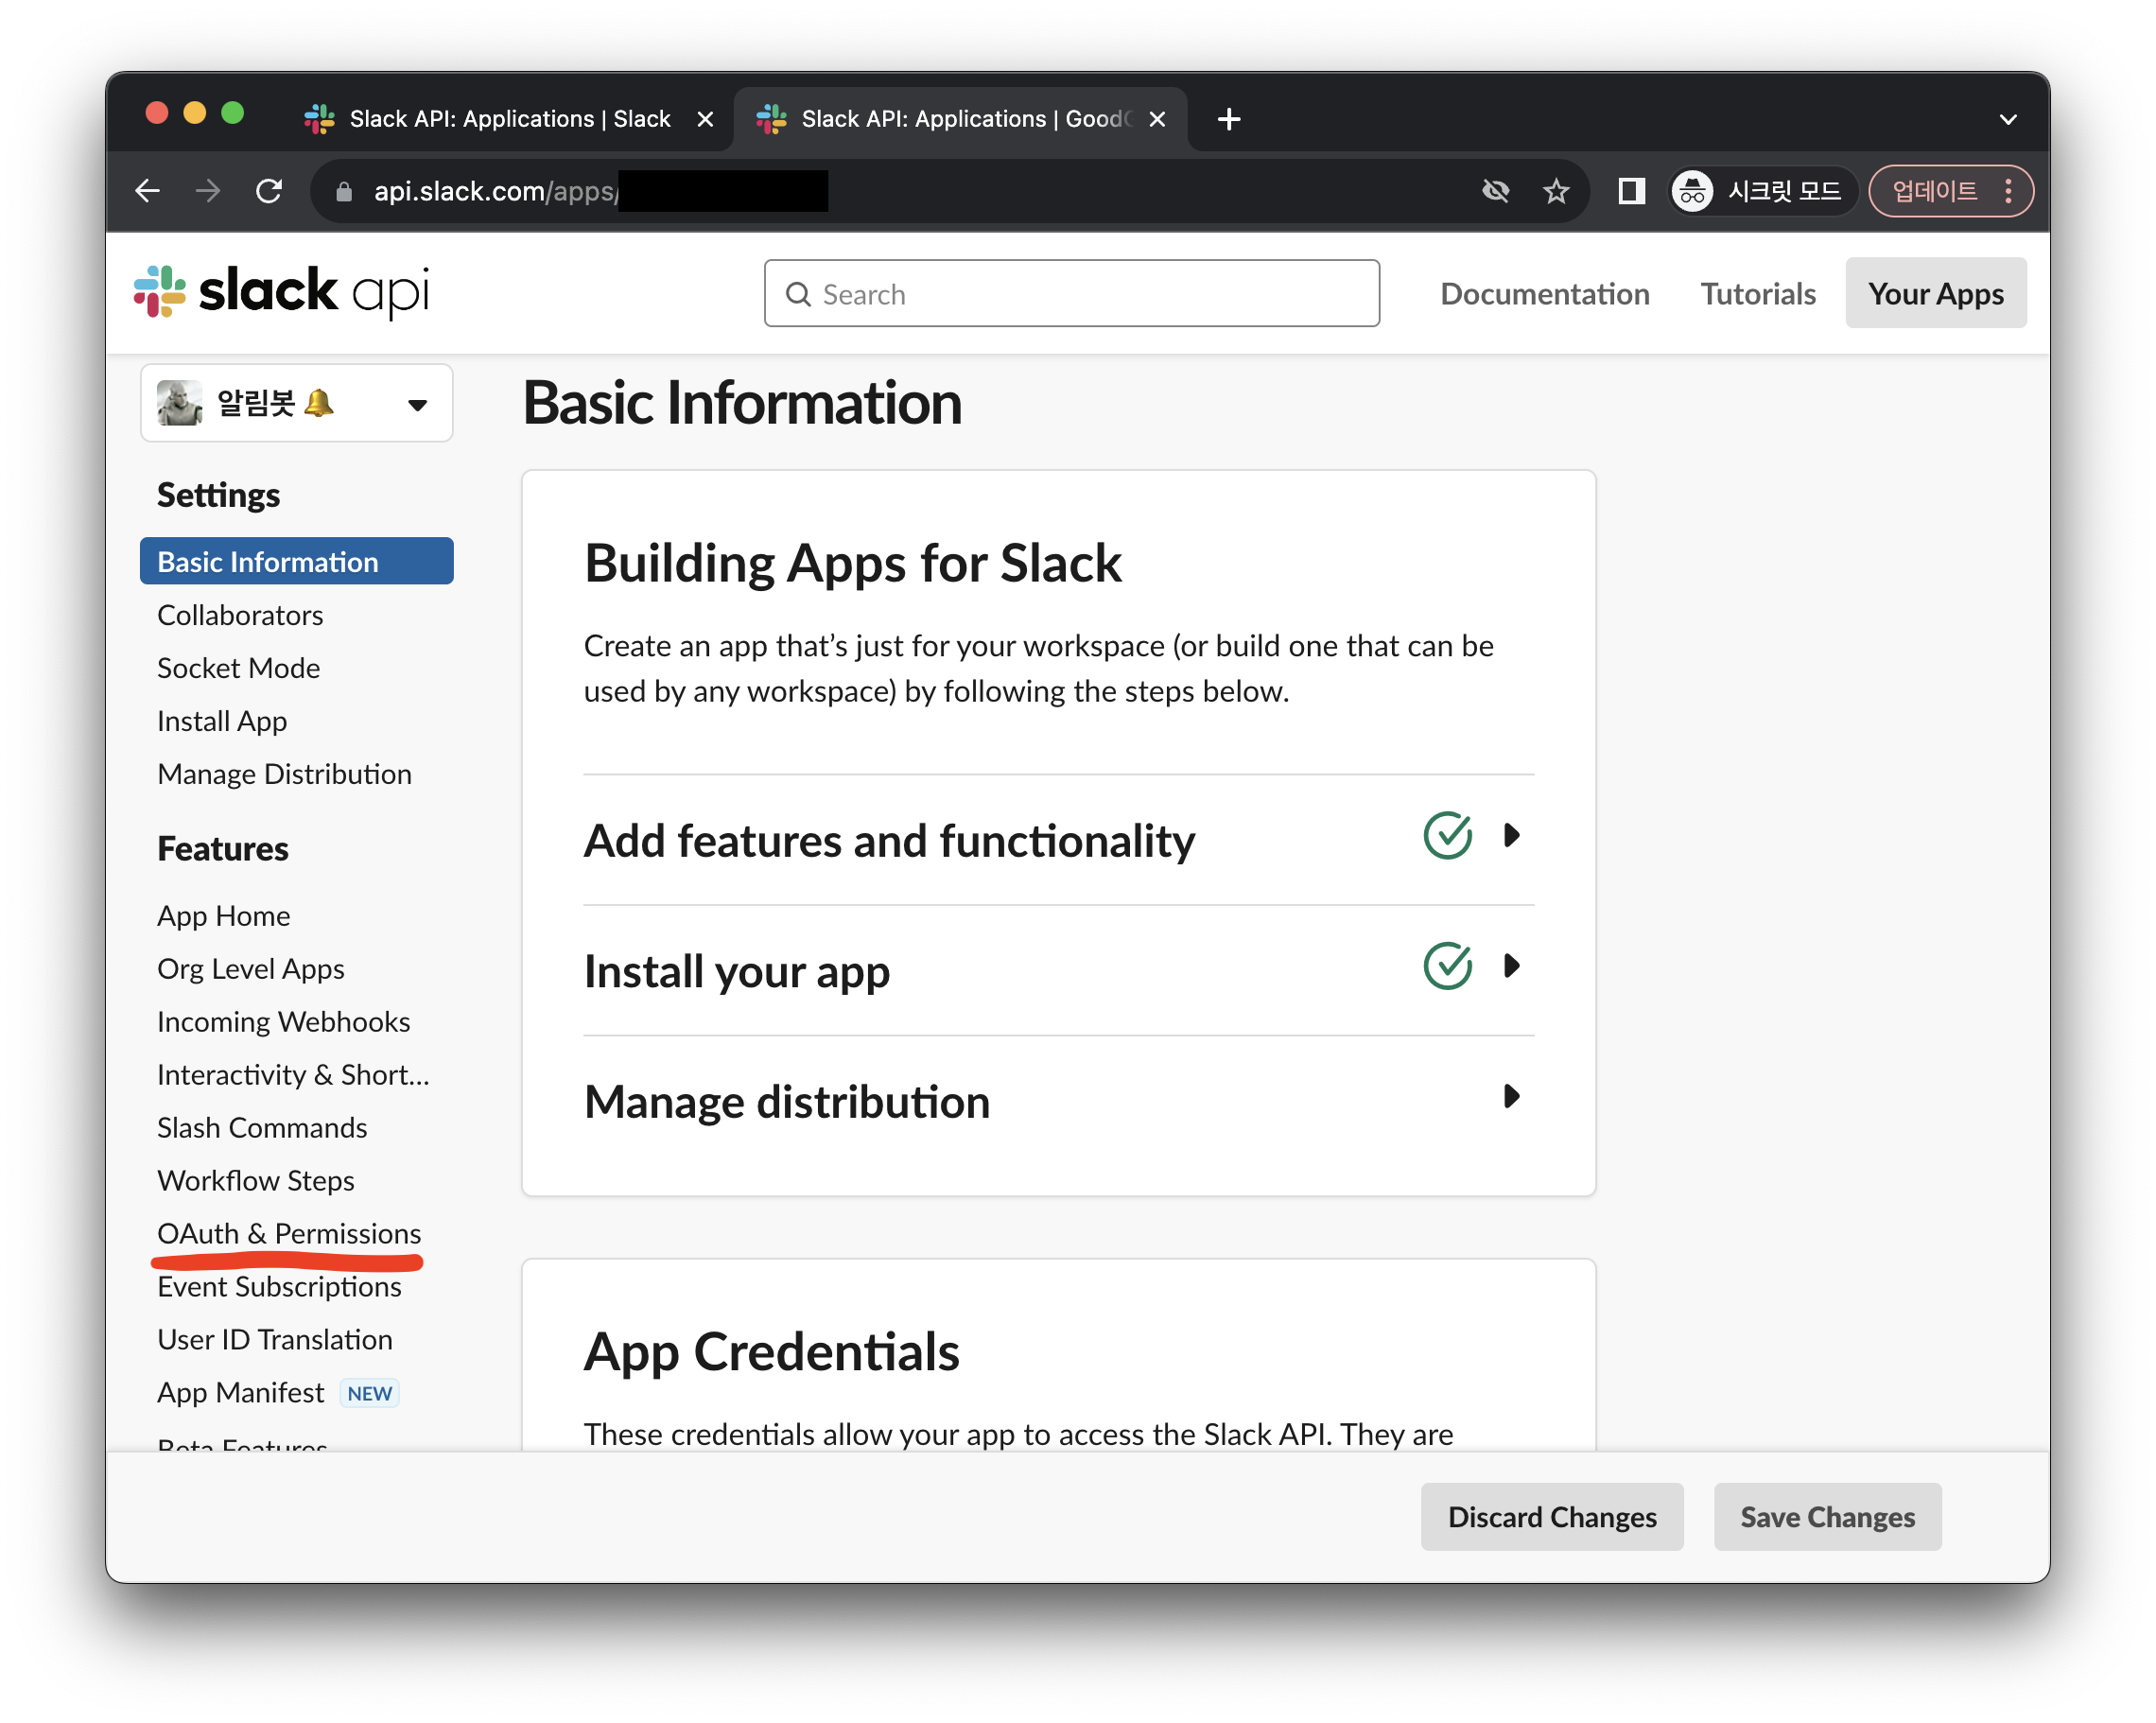 Slack API: Applications | Slack
Slack API: Applications | Good
api.slack.com/apps/
시크릿 모드
업데이트
slack api
Search
Documentation
Tutorials
Your Apps
알림봇 🔔
Basic Information
Settings
Basic Information
Collaborators
Socket Mode
Install App
Manage Distribution
Features
App Home
Org Level Apps
Incoming Webhooks
Interactivity & Short...
Slash Commands
Workflow Steps
OAuth & Permissions
Event Subscriptions
User ID Translation
App Manifest NEW
Beta Features
Building Apps for Slack
Create an app that’s just for your workspace (or build one that can be
used by any workspace) by following the steps below.
Add features and functionality
Install your app
Manage distribution
App Credentials
These credentials allow your app to access the Slack API. They are
Discard Changes
Save Changes